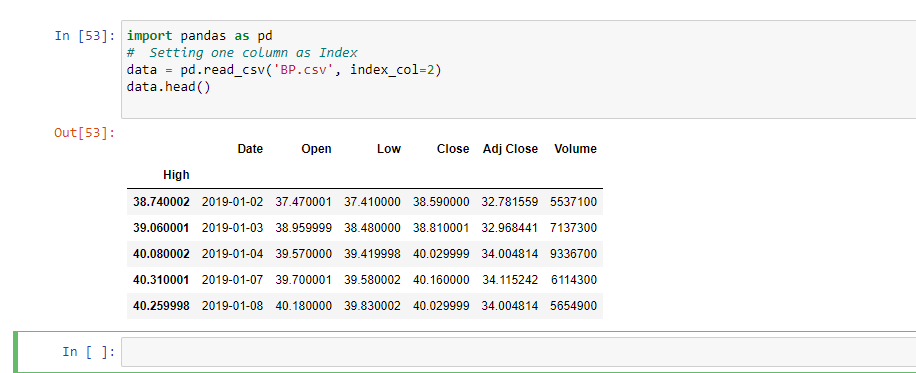 In [53]: import pandas as pd
# Setting one column as Index
data = pd.read_csv('BP.csv', index_col=2)
data.head()
Out[53]:
Date Open Low Close Adj Close Volume
High
38.740002 2019-01-02 37.470001 37.410000 38.590000 32.781559 5537100
39.060001 2019-01-03 38.959999 38.480000 38.810001 32.968441 7137300
40.080002 2019-01-04 39.570000 39.419998 40.029999 34.004814 9336700
40.310001 2019-01-07 39.700001 39.580002 40.160000 34.115242 6114300
40.259998 2019-01-08 40.180000 39.830002 40.029999 34.004814 5654900
In [ ]: